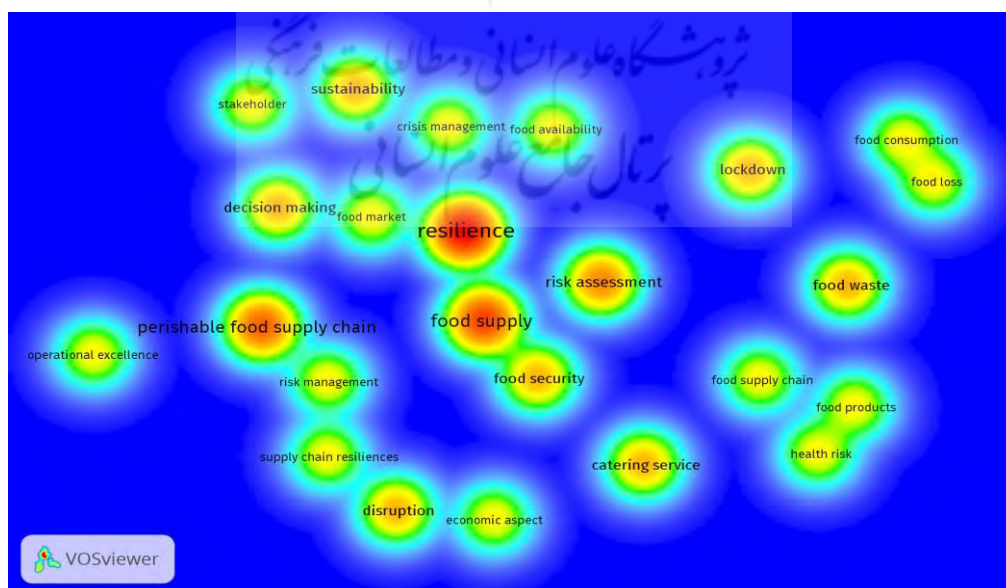 پژوهشگاه علوم انسانی و مطالعات فرهنگی
پرتال جامع علوم انسانی
sustainability
stakeholder
crisis management
food availability
food consumption
lockdown
food loss
decision making
food market
resilience
risk assessment
food waste
perishable food supply chain
food supply
operational excellence
risk management
food security
food supply chain
food products
supply chain resiliences
health risk
catering service
disruption
economic aspect
VOSviewer